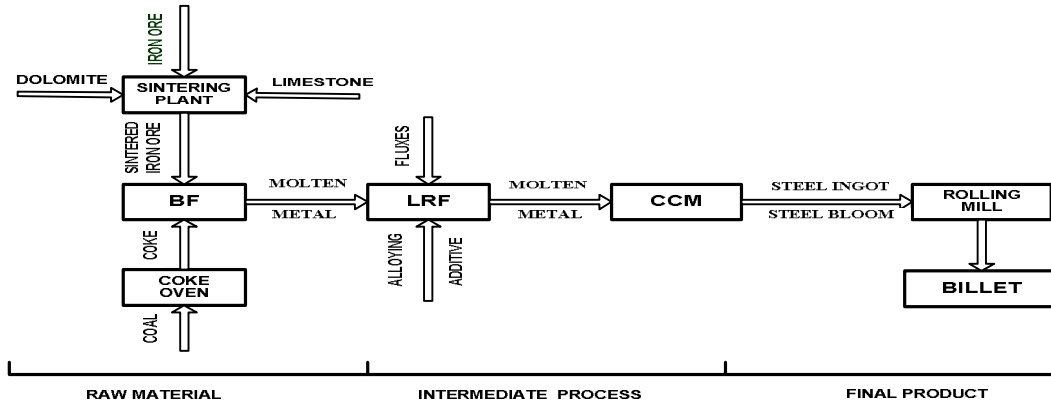 IRON ORE
DOLOMITE
LIMESTONE
SINTERING
PLANT
SINTERED
IRON ORE
FLUXES
BF
MOLTEN
METAL
LRF
MOLTEN
METAL
CCM
STEEL INGOT
STEEL BLOOM
ROLLING
MILL
COKE
ALLOYING
ADDITIVE
COKE
OVEN
BILLET
COAL
RAW MATERIAL
INTERMEDIATE PROCESS
FINAL PRODUCT